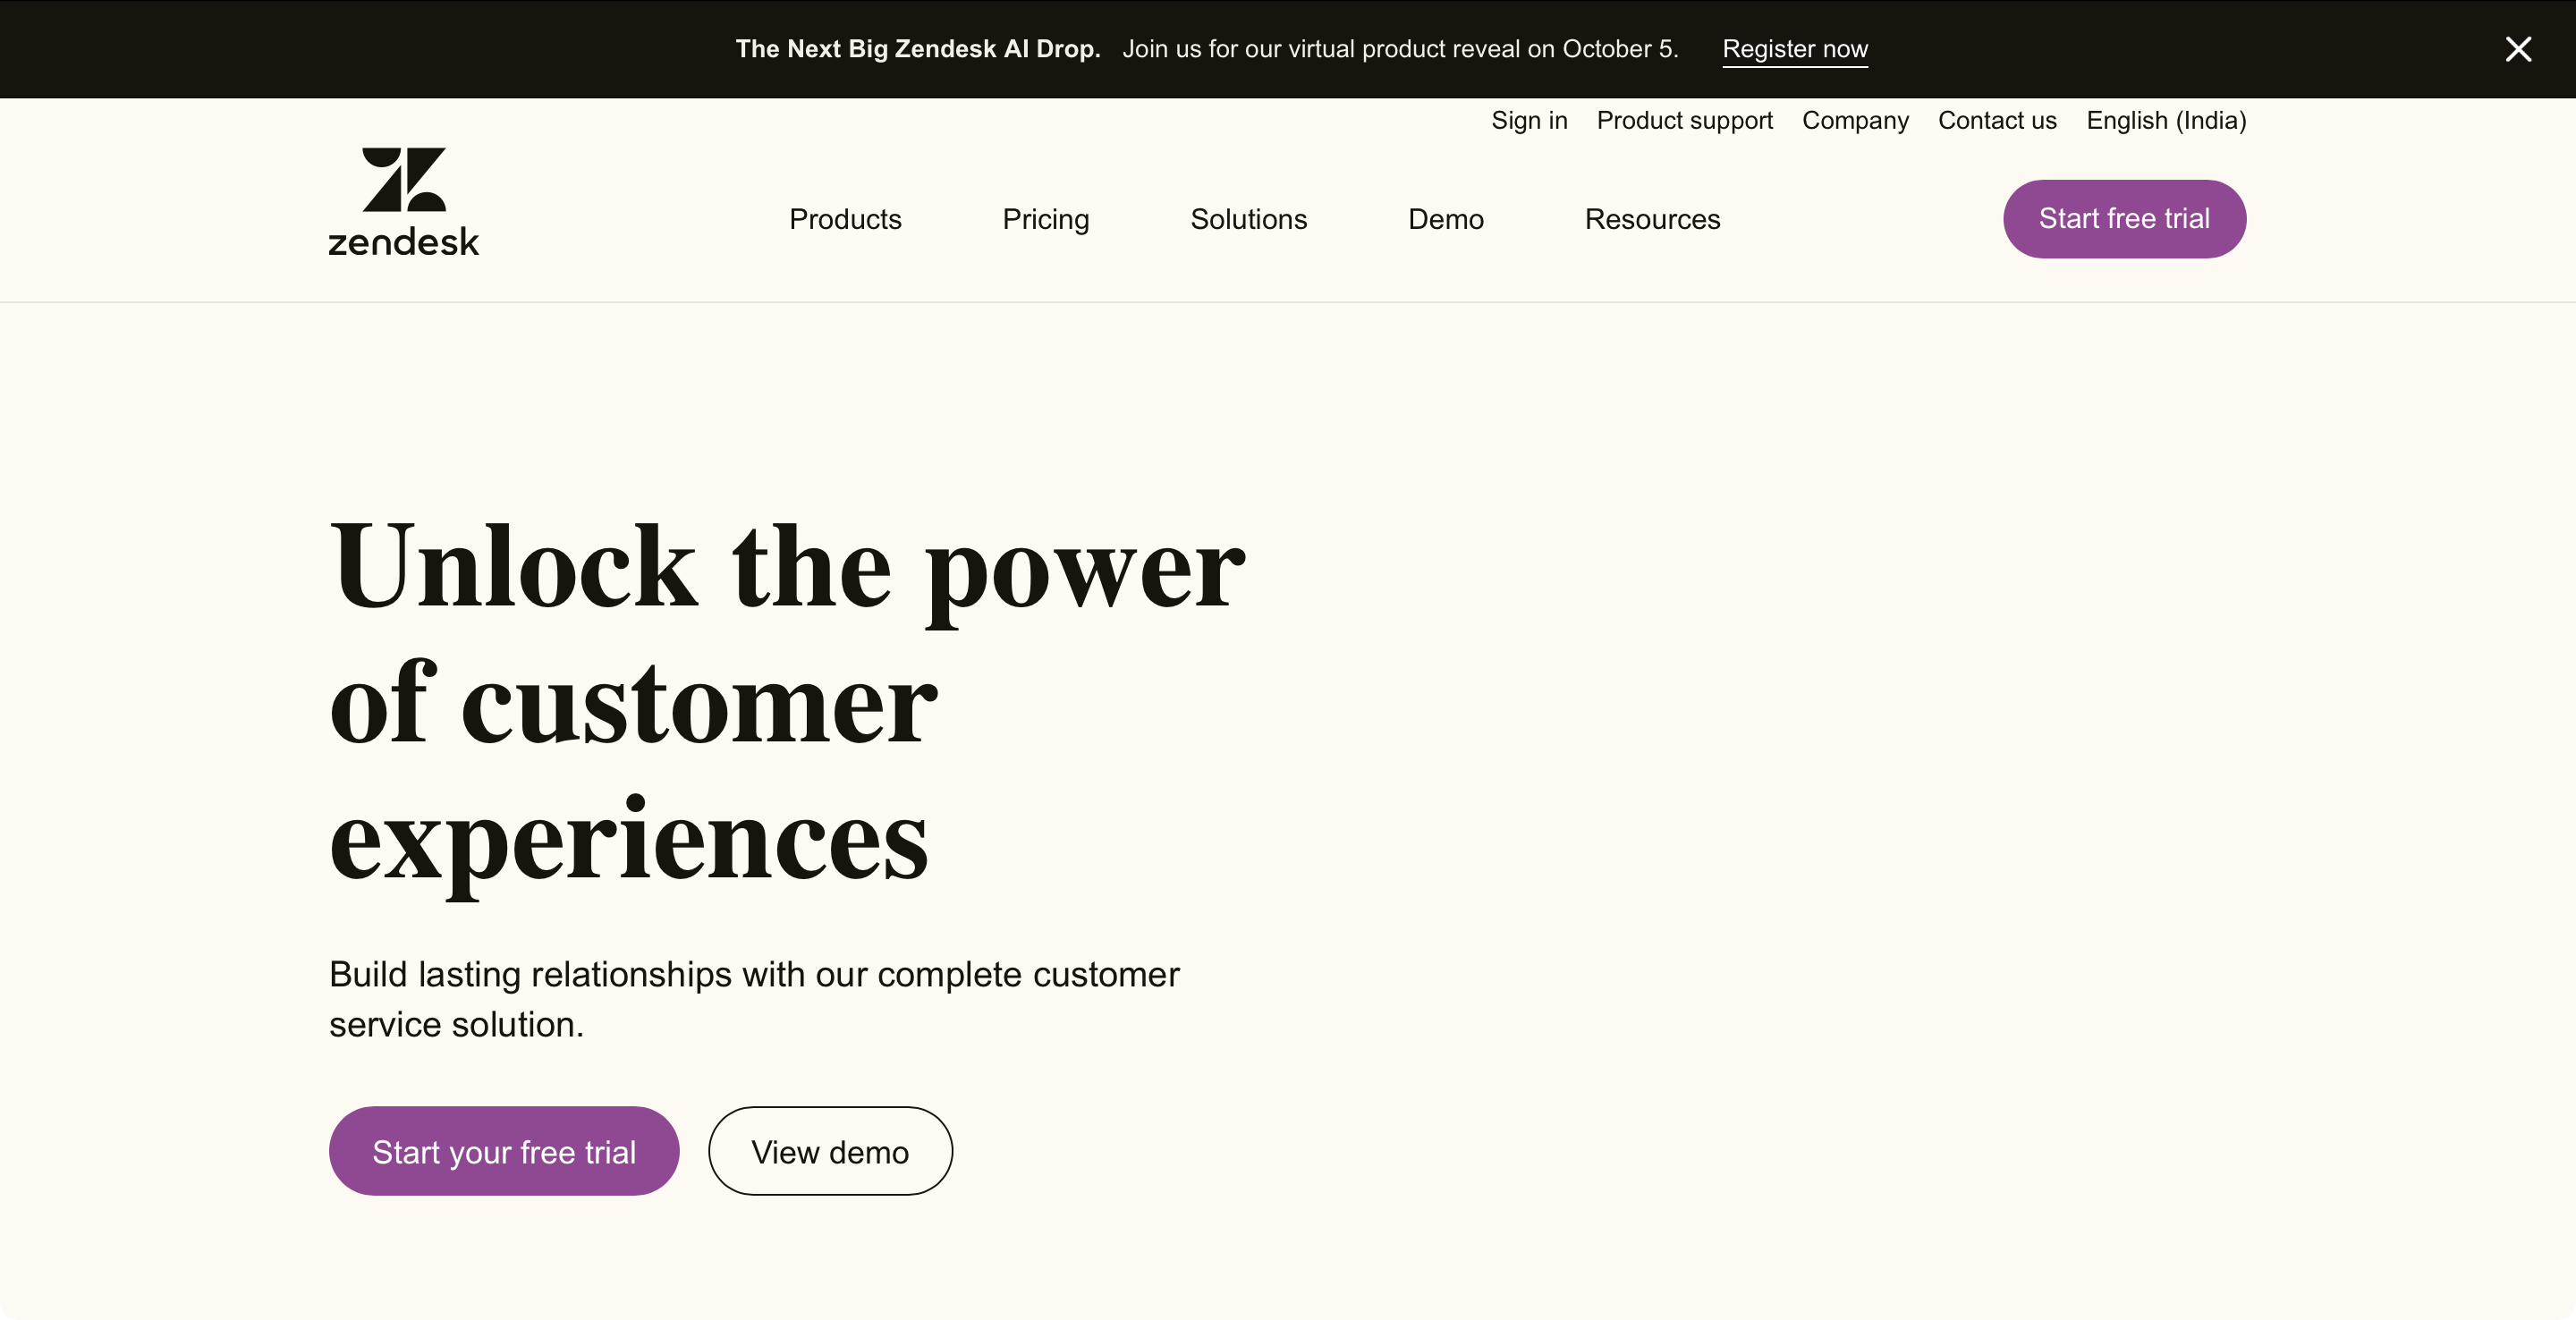 The Next Big Zendesk AI Drop. Join us for our virtual product reveal on October 5. Register now
Sign in Product support Company Contact us English (India)
zendesk
Products Pricing Solutions Demo Resources Start free trial
Unlock the power
of customer
experiences
Build lasting relationships with our complete customer
service solution.
Start your free trial View demo